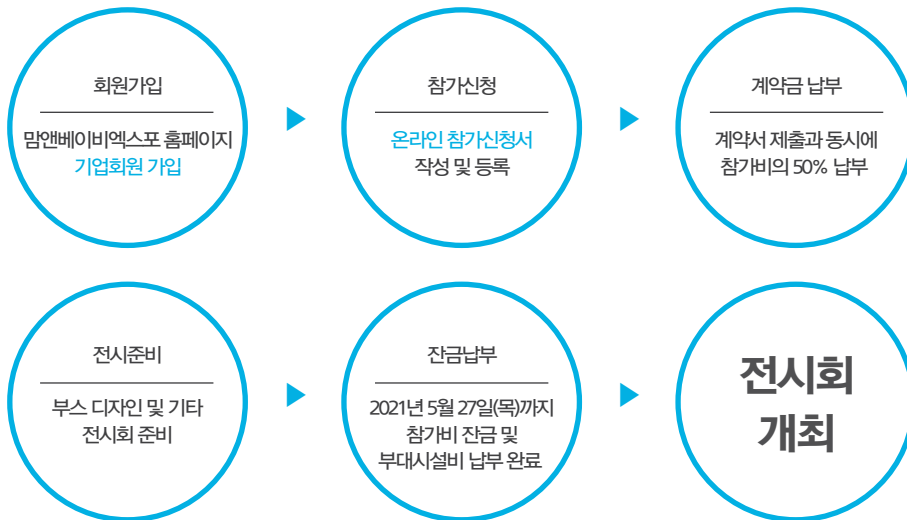 회원가입
맘앤베이비엑스포 홈페이지
기업회원 가입
참가신청
온라인 참가신청서
작성 및 등록
계약금 납부
계약서 제출과 동시에
참가비의 50% 납부
전시준비
부스 디자인 및 기타
전시회 준비
잔금납부
2021년 5월 27일(목)까지
참가비 잔금 및
부대시설비 납부 완료
전시회
개최